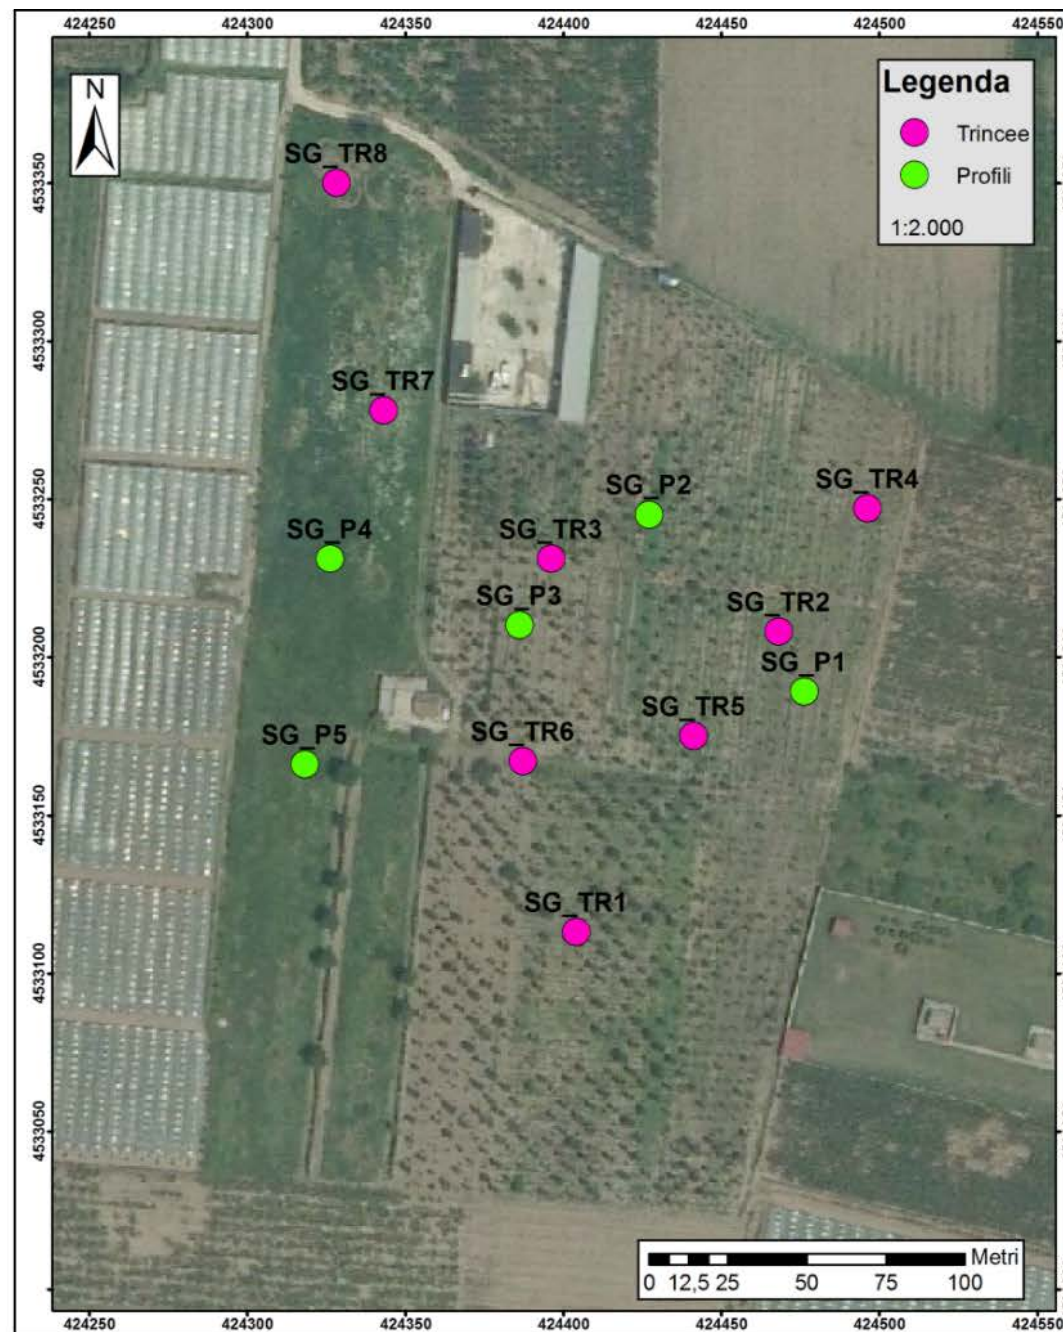 424250 424300 424350 424400 424450 424500 424550
N
Legenda
Trincee
Profili
1:2.000
4533350
4533300
4533250
4533200
4533150
4533100
4533050
SG_TR8
SG_TR7
SG_P2
SG_TR4
SG_P4
SG_TR3
SG_P3
SG_TR2
SG_P1
SG_TR5
SG_P5
SG_TR6
SG_TR1
Metri
0 12,5 25 50 75 100
424250 424300 424350 424400 424450 424500 424550